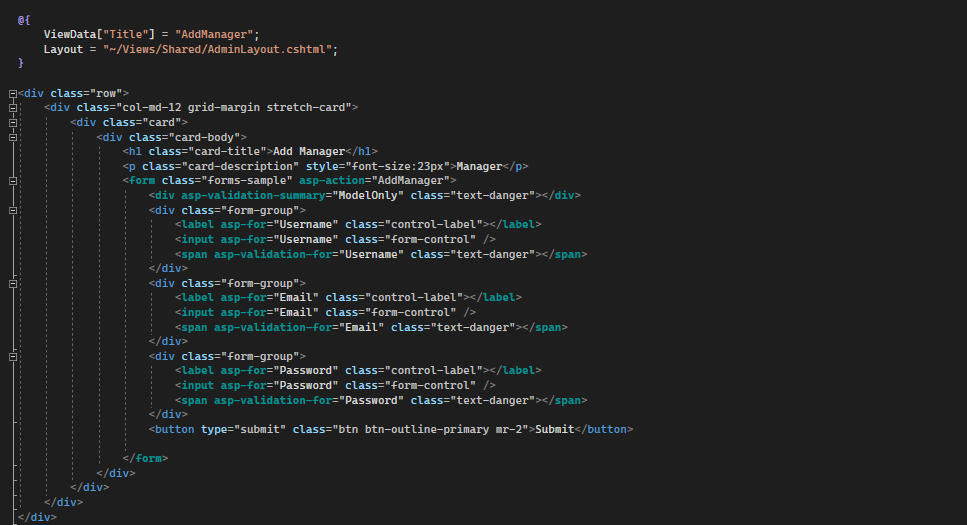 @{
    ViewData["Title"] = "AddManager";
    Layout = "~/Views/Shared/AdminLayout.cshtml";
}

<div class="row">
    <div class="col-md-12 grid-margin stretch-card">
        <div class="card">
            <div class="card-body">
                <h1 class="card-title">Add Manager</h1>
                <p class="card-description" style="font-size:23px">Manager</p>
                <form class="forms-sample" asp-action="AddManager">
                    <div asp-validation-summary="ModelOnly" class="text-danger"></div>
                    <div class="form-group">
                        <label asp-for="Username" class="control-label"></label>
                        <input asp-for="Username" class="form-control" />
                        <span asp-validation-for="Username" class="text-danger"></span>
                    </div>
                    <div class="form-group">
                        <label asp-for="Email" class="control-label"></label>
                        <input asp-for="Email" class="form-control" />
                        <span asp-validation-for="Email" class="text-danger"></span>
                    </div>
                    <div class="form-group">
                        <label asp-for="Password" class="control-label"></label>
                        <input asp-for="Password" class="form-control" />
                        <span asp-validation-for="Password" class="text-danger"></span>
                    </div>
                    <button type="submit" class="btn btn-outline-primary mr-2">Submit</button>

                </form>
            </div>
        </div>
    </div>
</div>